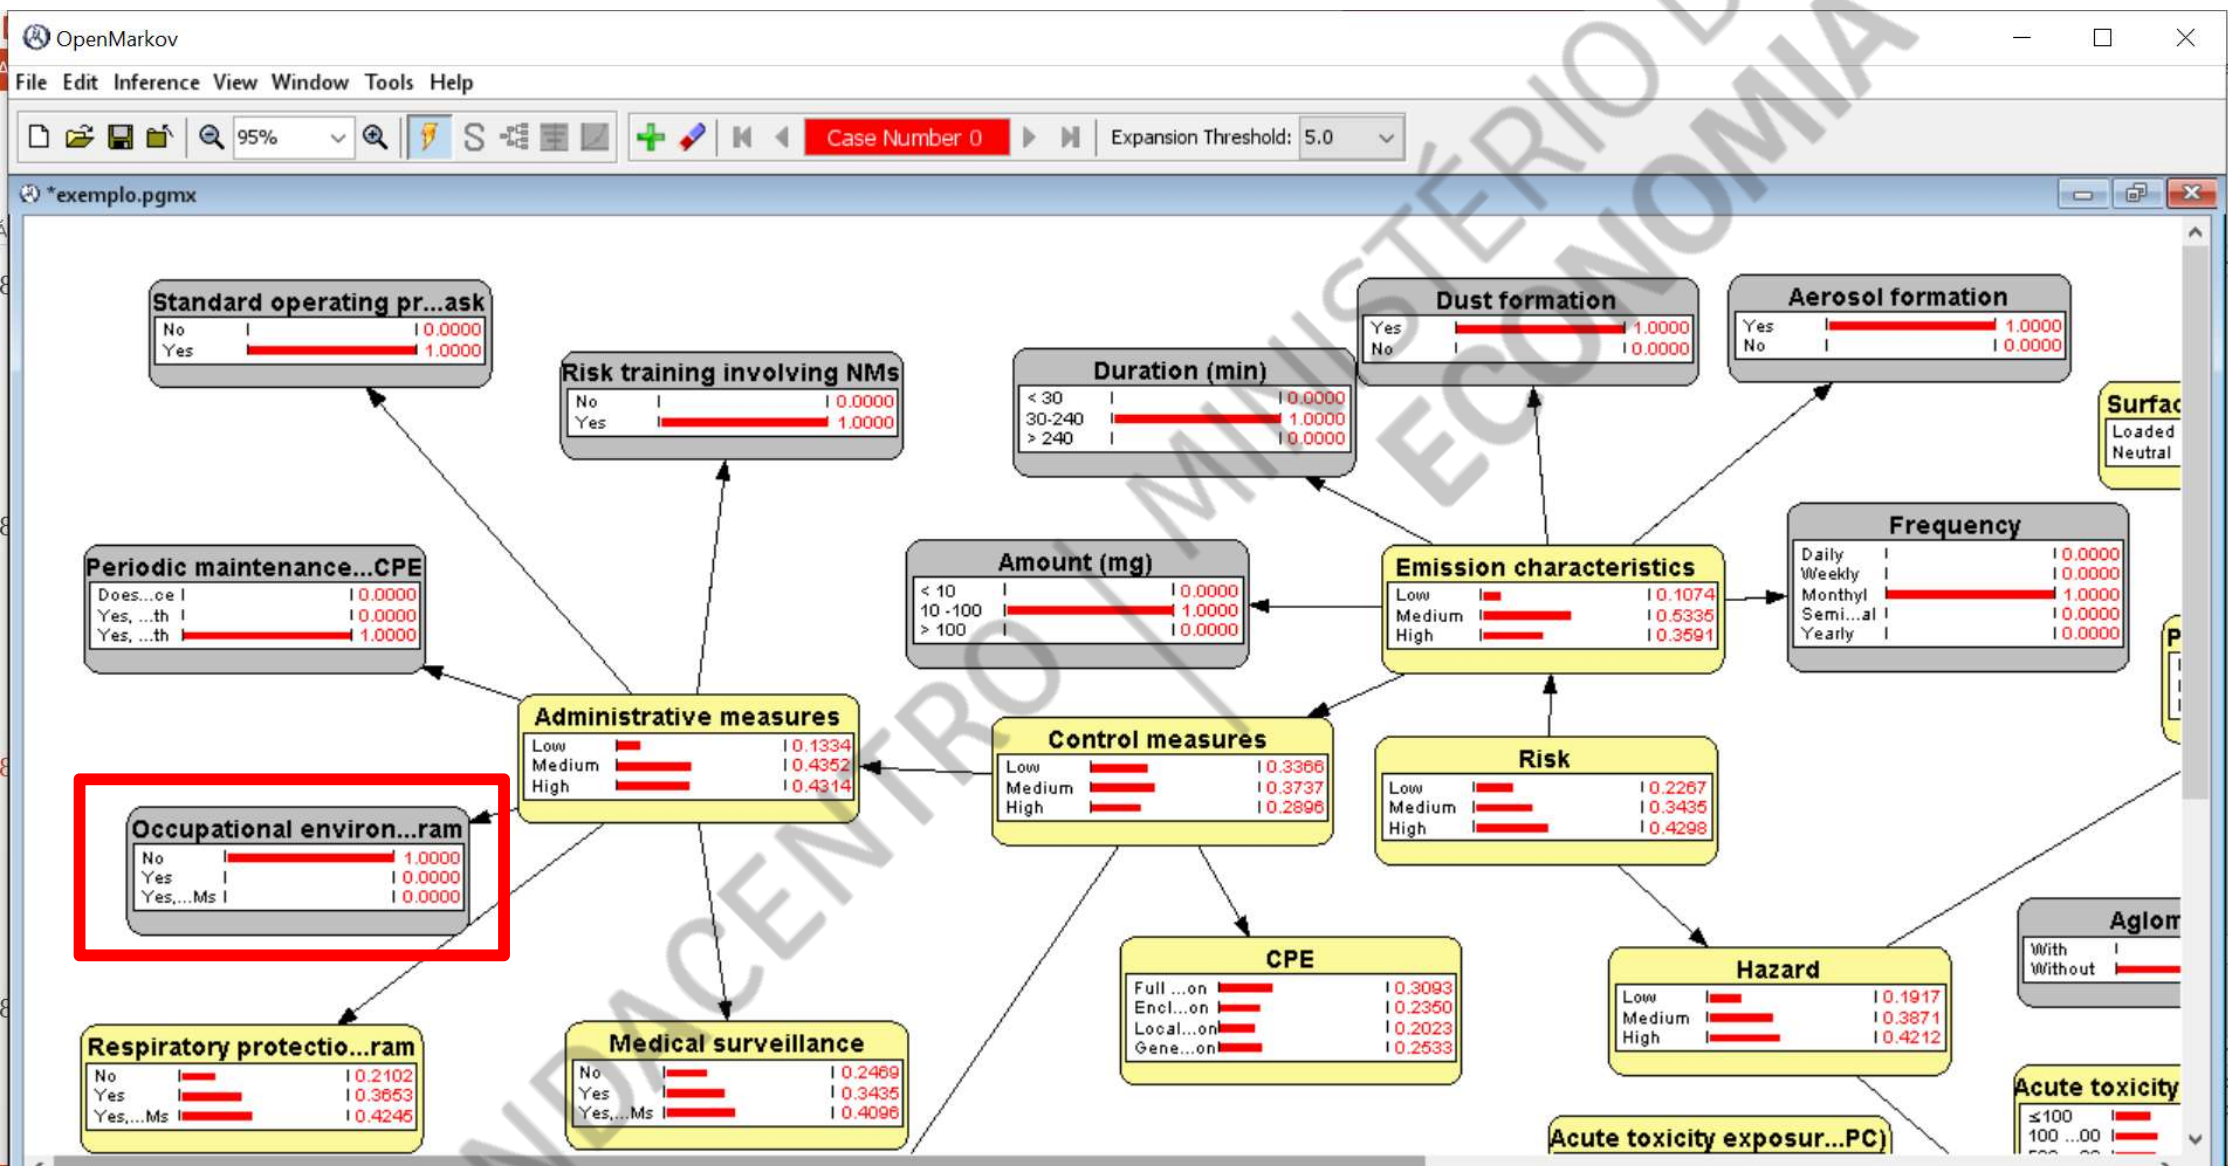 OpenMarkov
File Edit Inference View Window Tools Help
95%
Case Number 0
Expansion Threshold: 5.0
*exemplo.pgmx
Standard operating pr...ask
No 0.0000
Yes 1.0000
Risk training involving NMs
No 0.0000
Yes 1.0000
Duration (min)
< 30 0.0000
30-240 1.0000
> 240 0.0000
Dust formation
Yes 1.0000
No 0.0000
Aerosol formation
Yes 1.0000
No 0.0000
Surfac
Loaded
Neutral
Periodic maintenance...CPE
Does...ce 0.0000
Yes, ...th 0.0000
Yes, ...th 1.0000
Amount (mg)
< 10 0.0000
10 -100 1.0000
> 100 0.0000
Emission characteristics
Low 0.1074
Medium 0.5335
High 0.3591
Frequency
Daily 0.0000
Weekly 0.0000
Monthyl 1.0000
Semi...al 0.0000
Yearly 0.0000
P
Administrative measures
Low 0.1334
Medium 0.4352
High 0.4314
Control measures
Low 0.3366
Medium 0.3737
High 0.2896
Risk
Low 0.2267
Medium 0.3435
High 0.4298
Occupational environ...ram
No 1.0000
Yes 0.0000
Yes,...Ms 0.0000
CPE
Full ...on 0.3093
Encl...on 0.2350
Local...on 0.2023
Gene...on 0.2533
Hazard
Low 0.1917
Medium 0.3871
High 0.4212
Aglom
With
Without
Respiratory protectio...ram
No 0.2102
Yes 0.3653
Yes,...Ms 0.4245
Medical surveillance
No 0.2469
Yes 0.3435
Yes,...Ms 0.4096
Acute toxicity exposur...PC)
Acute toxicity
≤100
100 ...00
NDACENTRO | MINISTÉRIO D
ECONOMIA